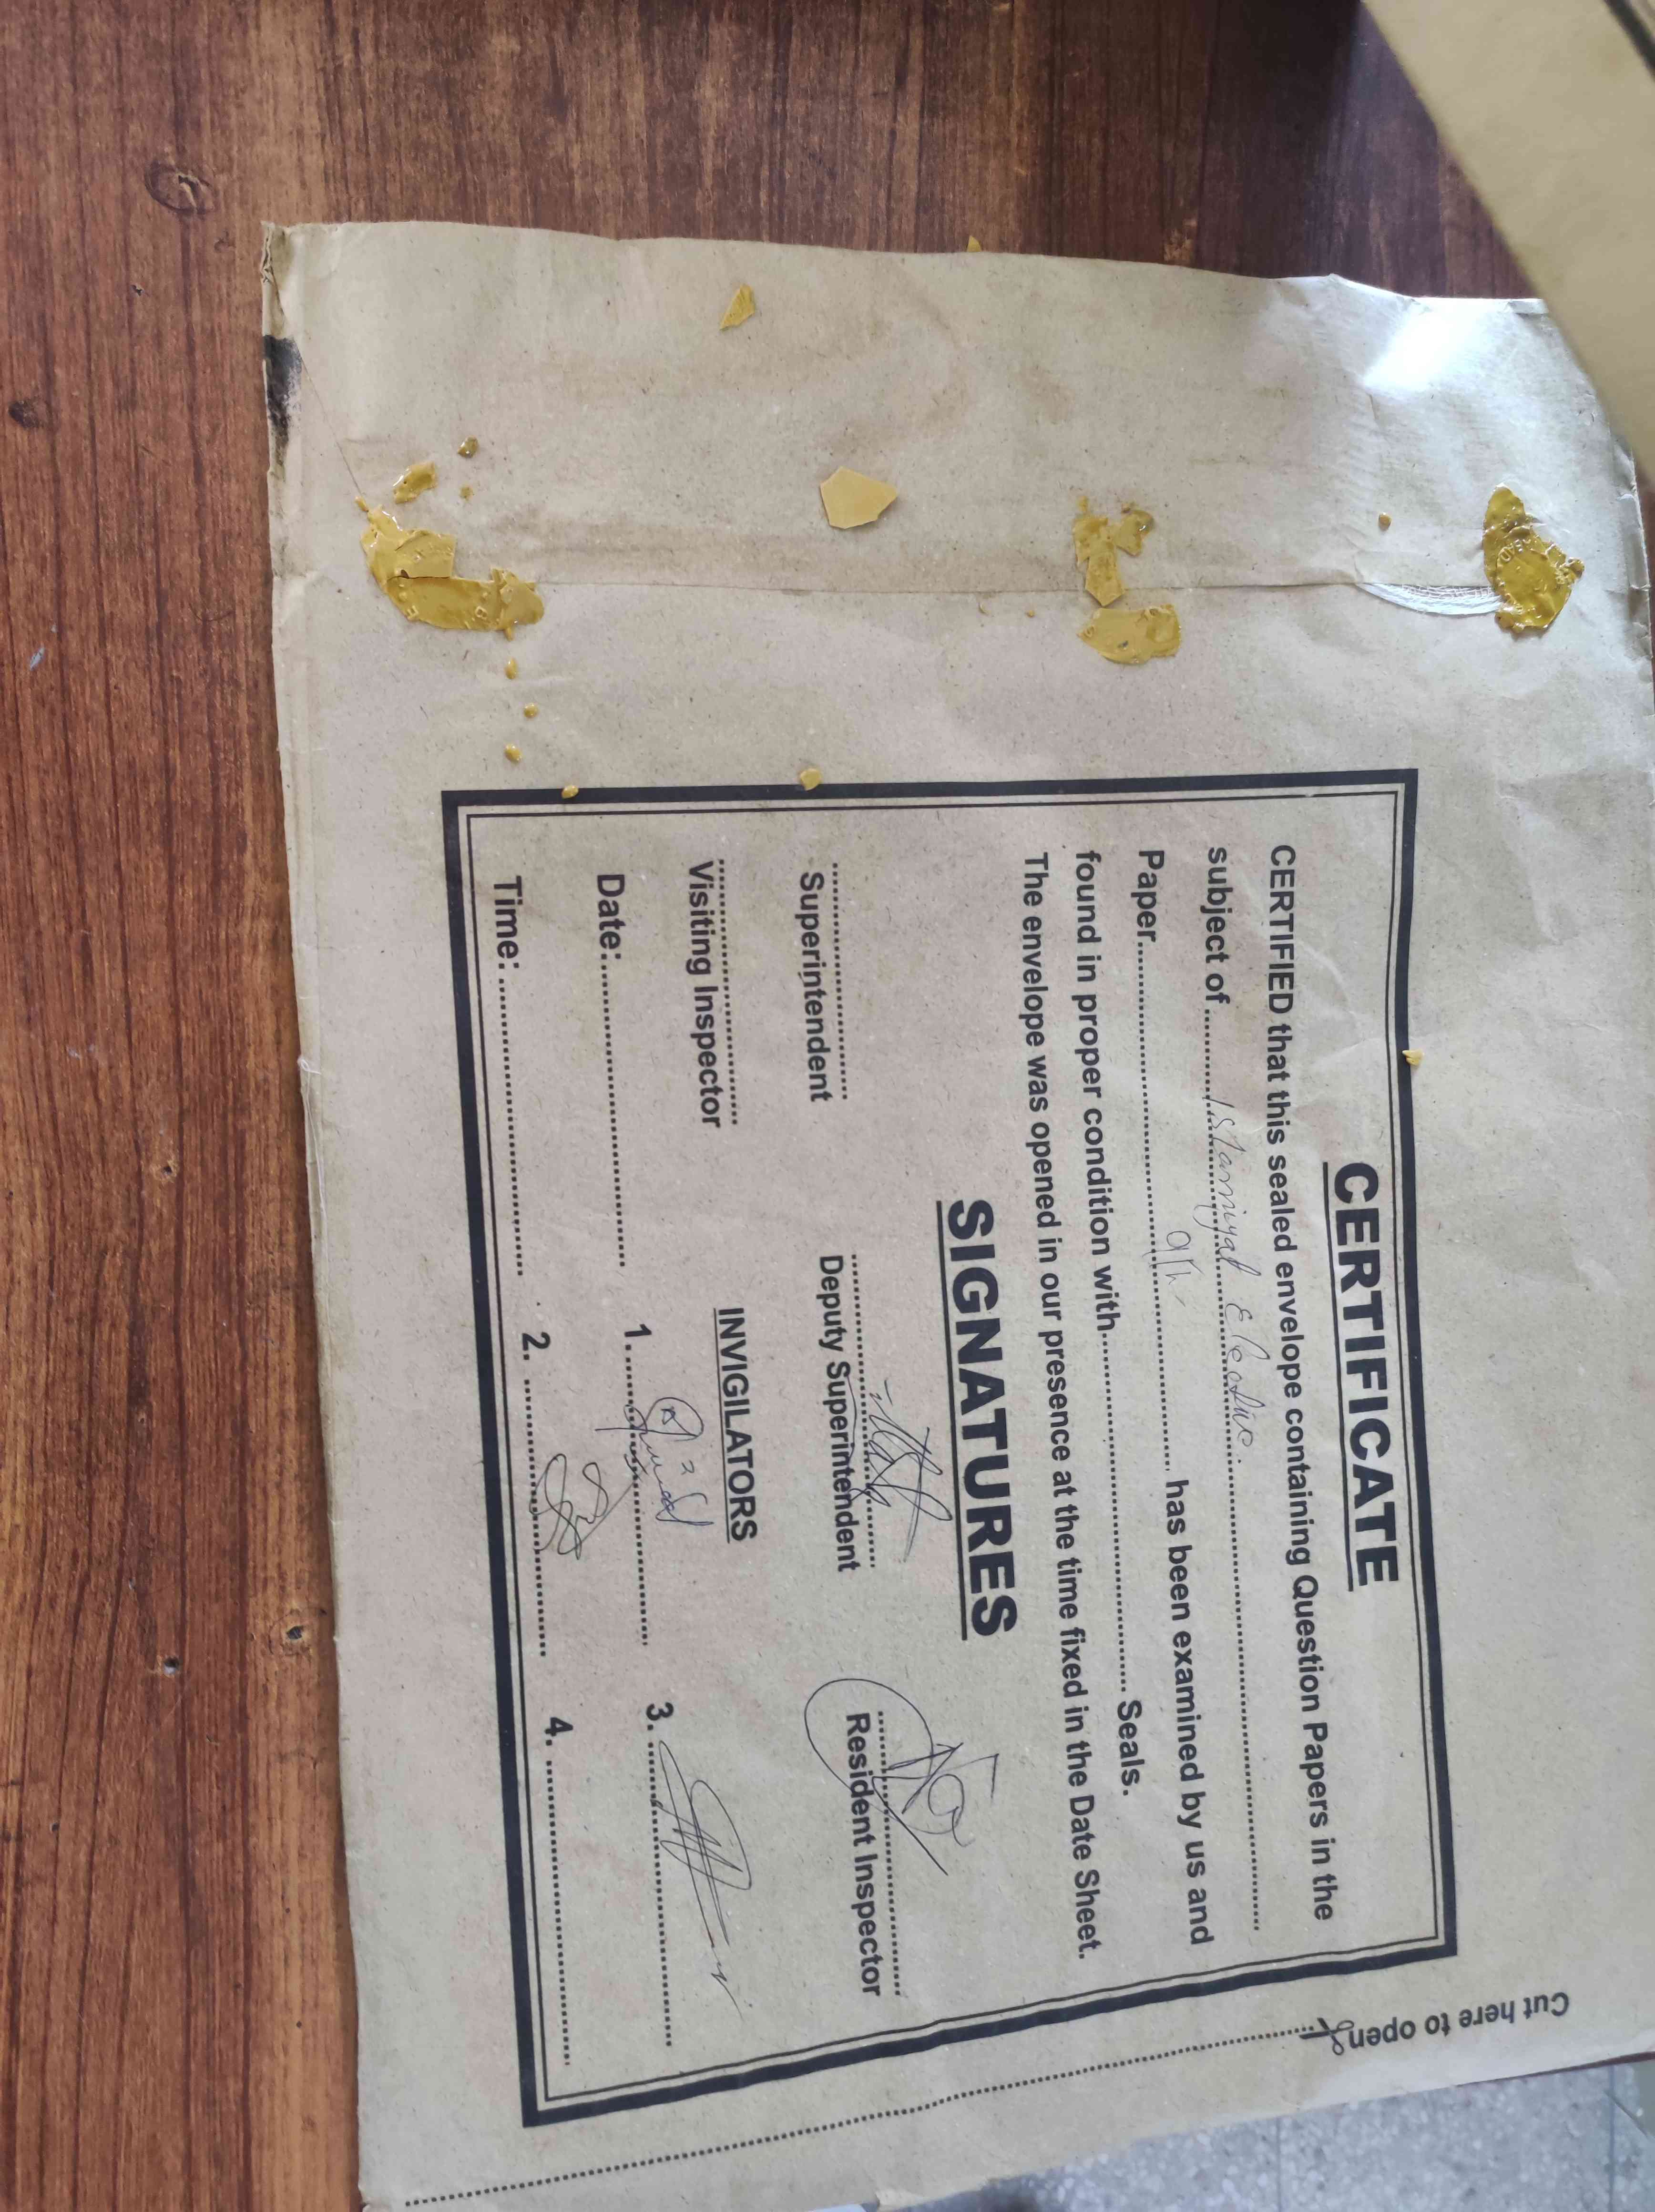 CERTIFICATE
CERTIFIED that this sealed envelope containing Question Papers in the
subject of.......... Islamiyat Elective. ..........
Paper.......... 9th .......... has been examined by us and
found in proper condition with.......... Seals.
The envelope was opened in our presence at the time fixed in the Date Sheet.
SIGNATURES
Superintendent
Deputy Superintendent
Resident Inspector
Visiting Inspector
INVIGILATORS
Date:..........
1...........
3. ..........
Time: ..........
2. ..........
4. ..........
Cut here to open